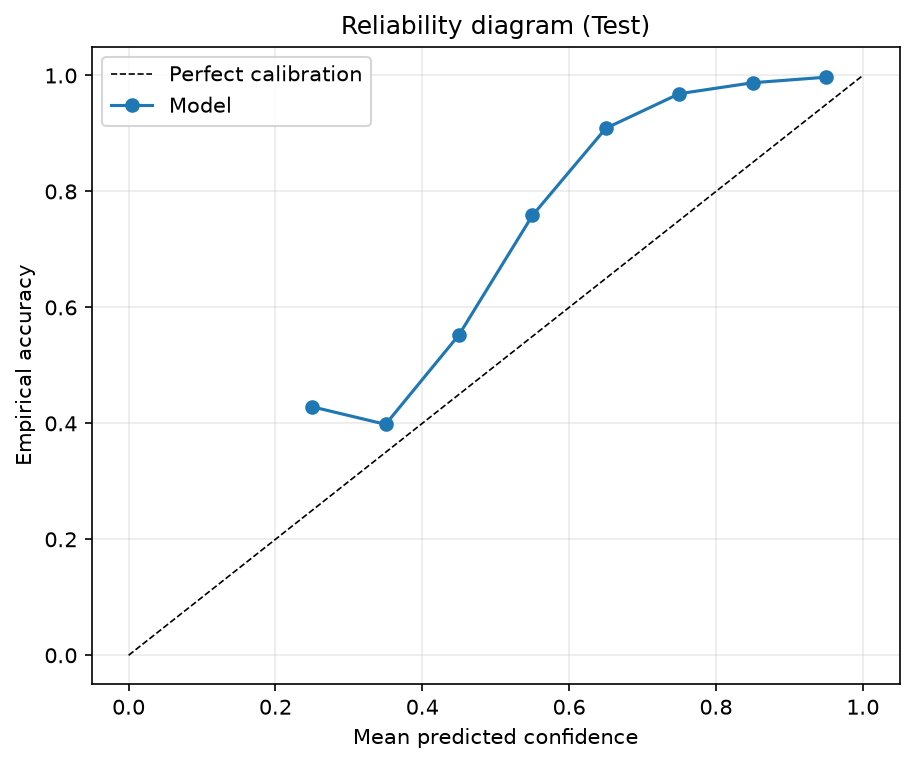 Reliability diagram (Test)
Perfect calibration
Model
Empirical accuracy
1.0
0.8
0.6
0.4
0.2
0.0
0.0 0.2 0.4 0.6 0.8 1.0
Mean predicted confidence